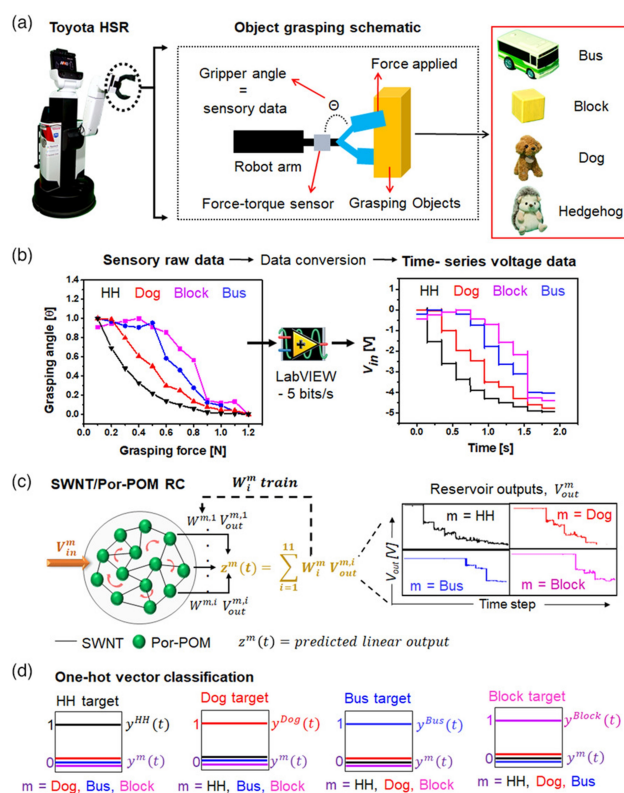 (a)
Toyota HSR
Object grasping schematic
Gripper angle
=
sensory data
Θ
Force applied
Robot arm
Force-torque sensor
Grasping Objects
Bus
Block
Dog
Hedgehog
(b)
Sensory raw data → Data conversion → Time- series voltage data
HH Dog Block Bus
Grasping angle [θ]
1.4
1.2
1.0
0.8
0.6
0.4
0.2
0.0
0.0 0.2 0.4 0.6 0.8 1.0 1.2
Grasping force [N]
LabVIEW
- 5 bits/s
HH Dog Block Bus
V_in [V]
1
0
-1
-2
-3
-4
-5
0.0 0.5 1.0 1.5 2.0
Time [s]
(c)
SWNT/Por-POM RC
W_i^m train
V_in^m
W^{m,1} V_out^{m,1}
z^m(t) = \sum_{i=1}^{11} W_i^m V_out^{m,i}
W^{m,i} V_out^{m,i}
SWNT
Por-POM
z^m(t) = predicted linear output
Reservoir outputs, V_out^m
V_out [V]
m = HH
m = Dog
m = Bus
m = Block
Time step
(d)
One-hot vector classification
HH target
1
y^{HH}(t)
0
y^m(t)
m = Dog, Bus, Block
Dog target
1
y^{Dog}(t)
0
y^m(t)
m = HH, Bus, Block
Bus target
1
y^{Bus}(t)
0
y^m(t)
m = HH, Dog, Block
Block target
1
y^{Block}(t)
0
y^m(t)
m = HH, Dog, Bus